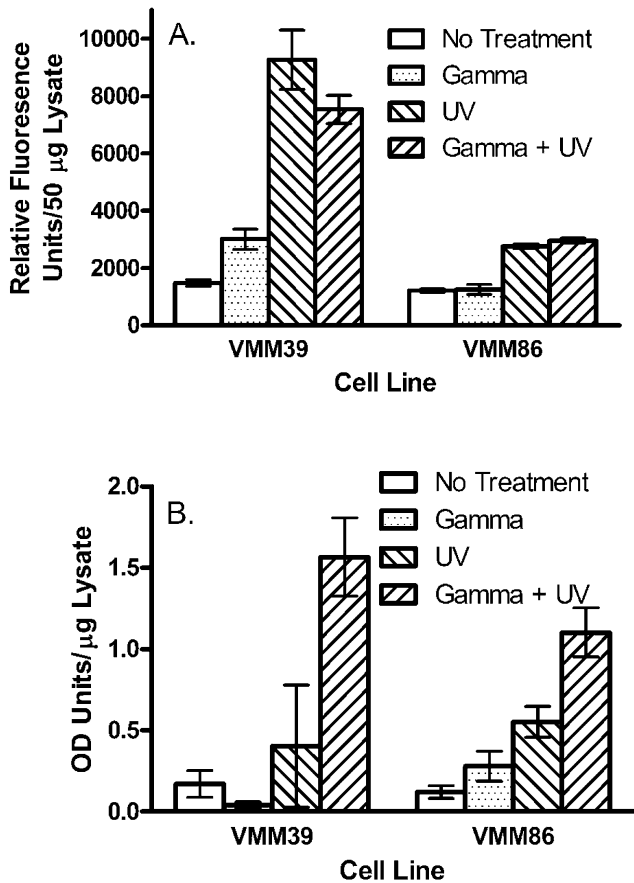 A.
No Treatment
Gamma
UV
Gamma + UV
Relative Fluoresence
Units/50 µg Lysate
10000
8000
6000
4000
2000
0
VMM39
VMM86
Cell Line
B.
No Treatment
Gamma
UV
Gamma + UV
OD Units/µg Lysate
2.0
1.5
1.0
0.5
0.0
VMM39
VMM86
Cell Line